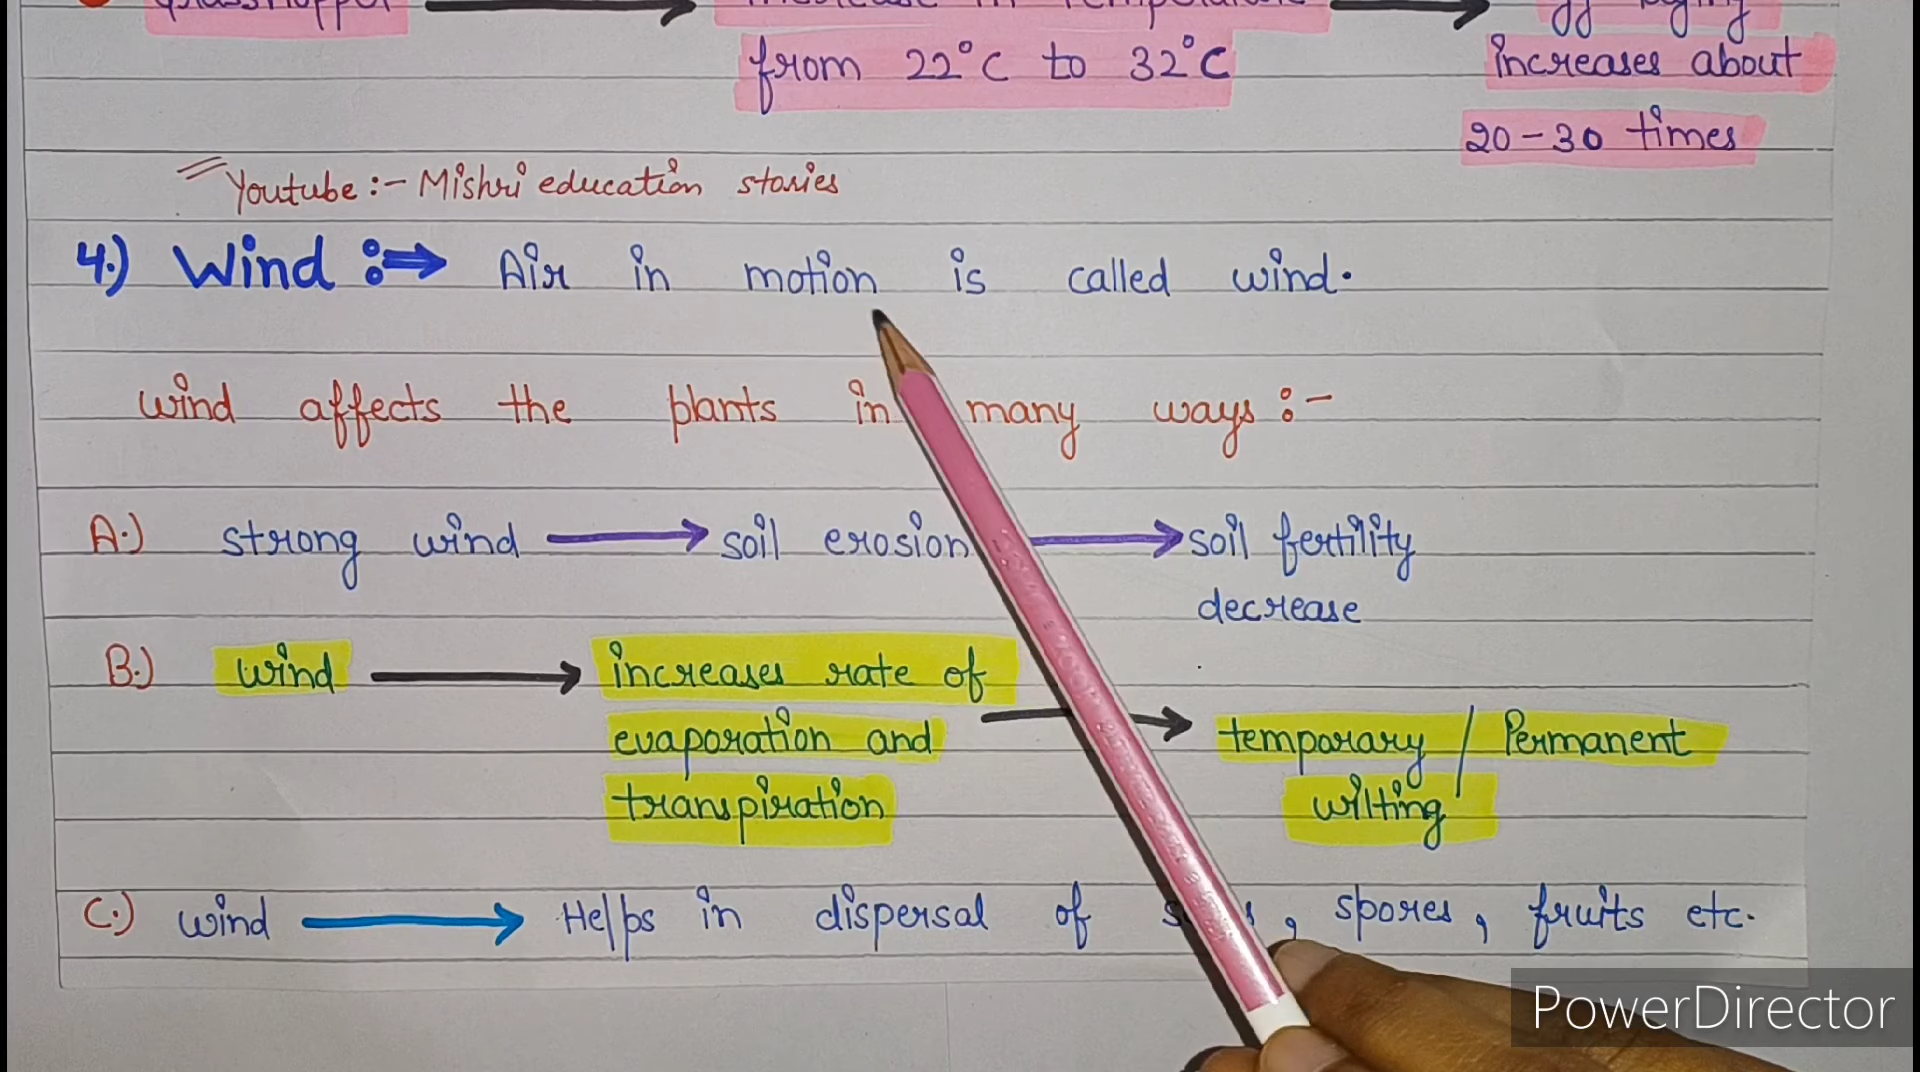 from 22°C to 32°C
increases about
20-30 times
Youtube:- Mishri education stories
4.) Wind :⇒ Air in motion is called wind.
wind affects the plants in many ways:-
A.) strong wind → soil erosion → soil fertility
decrease
B.) wind → increases rate of
evaporation and → temporary / Permanent
transpiration wilting
C.) wind → Helps in dispersal of , spores, fruits etc.
PowerDirector